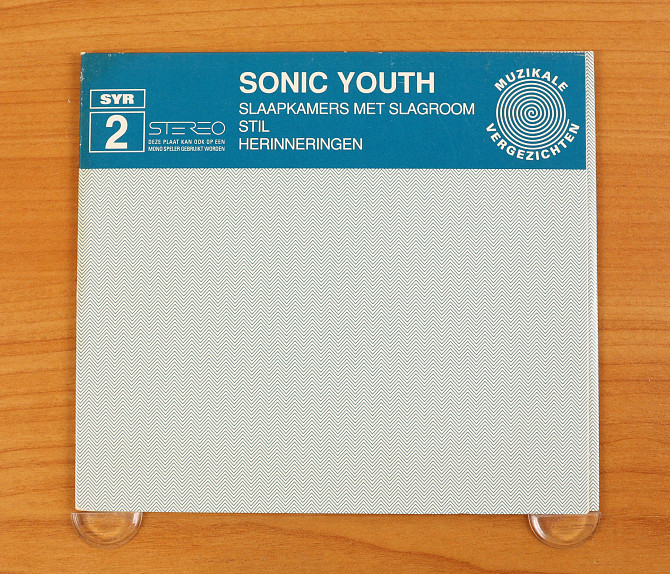 SYR
2
STEREO
DEZE PLAAT KAN OOK OP EEN
MONO SPELER GEBRUIKT WORDEN
SONIC YOUTH
SLAAPKAMERS MET SLAGROOM
STIL
HERINNERINGEN
MUZIKALE
VERGEZICHTEN